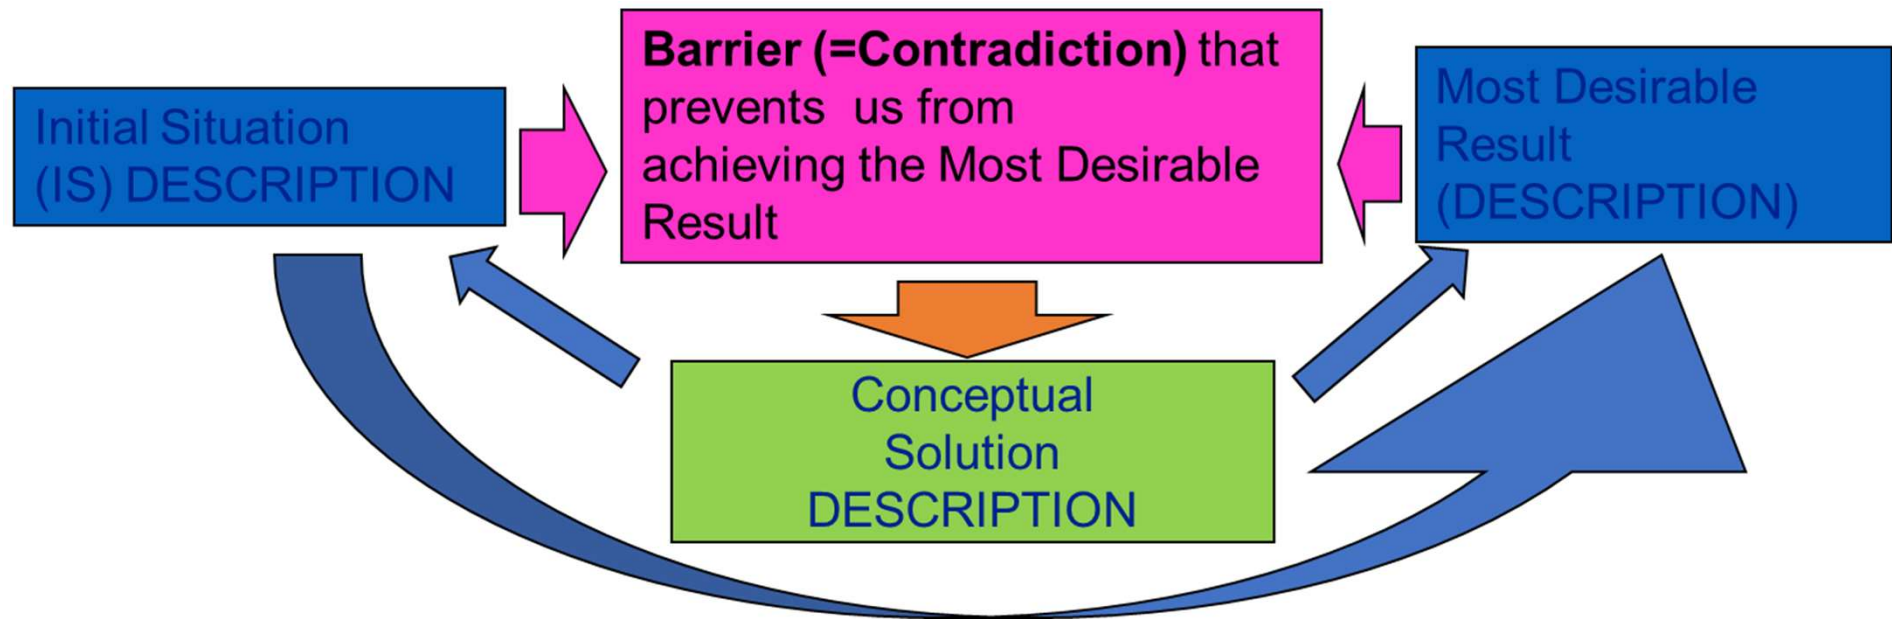 Initial Situation
(IS) DESCRIPTION
Barrier (=Contradiction) that
prevents  us from
achieving the Most Desirable
Result
Most Desirable
Result
(DESCRIPTION)
Conceptual
Solution
DESCRIPTION